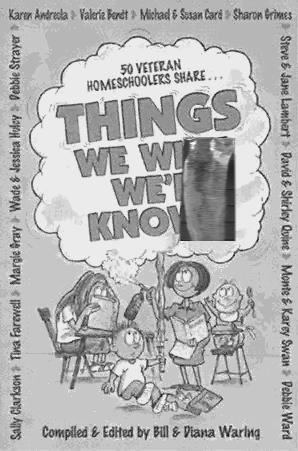 Karen Andreola » Valerie Bendt » Michael & Susan Card » Sharon Grimes
Steve & Jane Lambert » David & Shirley Quine » Monte & Karey Swan » Debbie Ward
Sally Clarkson » Tina Farewell » Margie Gray » Wade & Jessica Hulcy » Debbie Strayer
50 VETERAN
HOMESCHOOLERS SHARE...
THINGS
WE
Compiled & Edited by Bill & Diana Waring